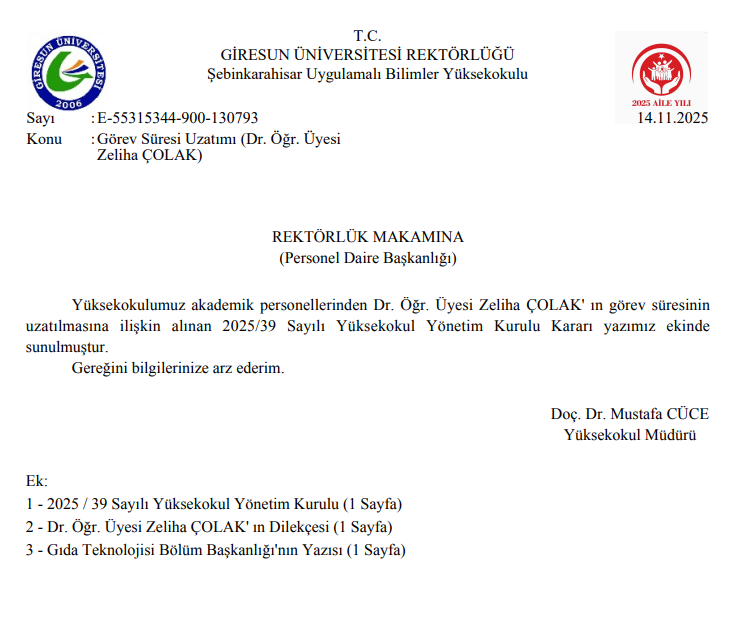 T.C.
GİRESUN ÜNİVERSİTESİ REKTÖRLÜĞÜ
Şebinkarahisar Uygulamalı Bilimler Yüksekokulu
GİRESUN ÜNİVERSİTESİ
2006
2025 AİLE YILI
Sayı : E-55315344-900-130793 14.11.2025
Konu : Görev Süresi Uzatımı (Dr. Öğr. Üyesi
Zeliha ÇOLAK)
REKTÖRLÜK MAKAMINA
(Personel Daire Başkanlığı)
Yüksekokulumuz akademik personellerinden Dr. Öğr. Üyesi Zeliha ÇOLAK' ın görev süresinin
uzatılmasına ilişkin alınan 2025/39 Sayılı Yüksekokul Yönetim Kurulu Kararı yazımız ekinde
sunulmuştur.
Gereğini bilgilerinize arz ederim.
Doç. Dr. Mustafa CÜCE
Yüksekokul Müdürü
Ek:
1 - 2025 / 39 Sayılı Yüksekokul Yönetim Kurulu (1 Sayfa)
2 - Dr. Öğr. Üyesi Zeliha ÇOLAK' ın Dilekçesi (1 Sayfa)
3 - Gıda Teknolojisi Bölüm Başkanlığı'nın Yazısı (1 Sayfa)